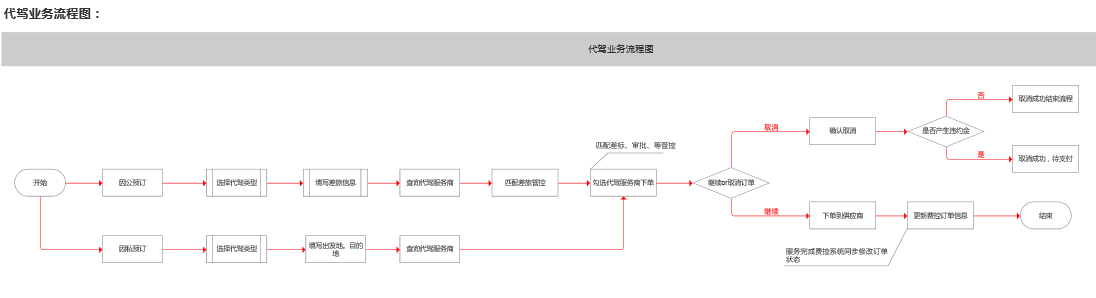 代驾业务流程图：
代驾业务流程图
否
取消成功结束流程
取消
确认取消
是否产生违约金
匹配差标、审批、等管控
是
取消成功，待支付
开始
因公预订
选择代驾类型
填写差旅信息
查询代驾服务商
匹配差旅管控
勾选代驾服务商下单
继续or取消订单
继续
下单到供应商
更新费控订单信息
结束
因私预订
选择代驾类型
填写出发地。目的
地
查询代驾服务商
服务完成费控系统同步修改订单
状态